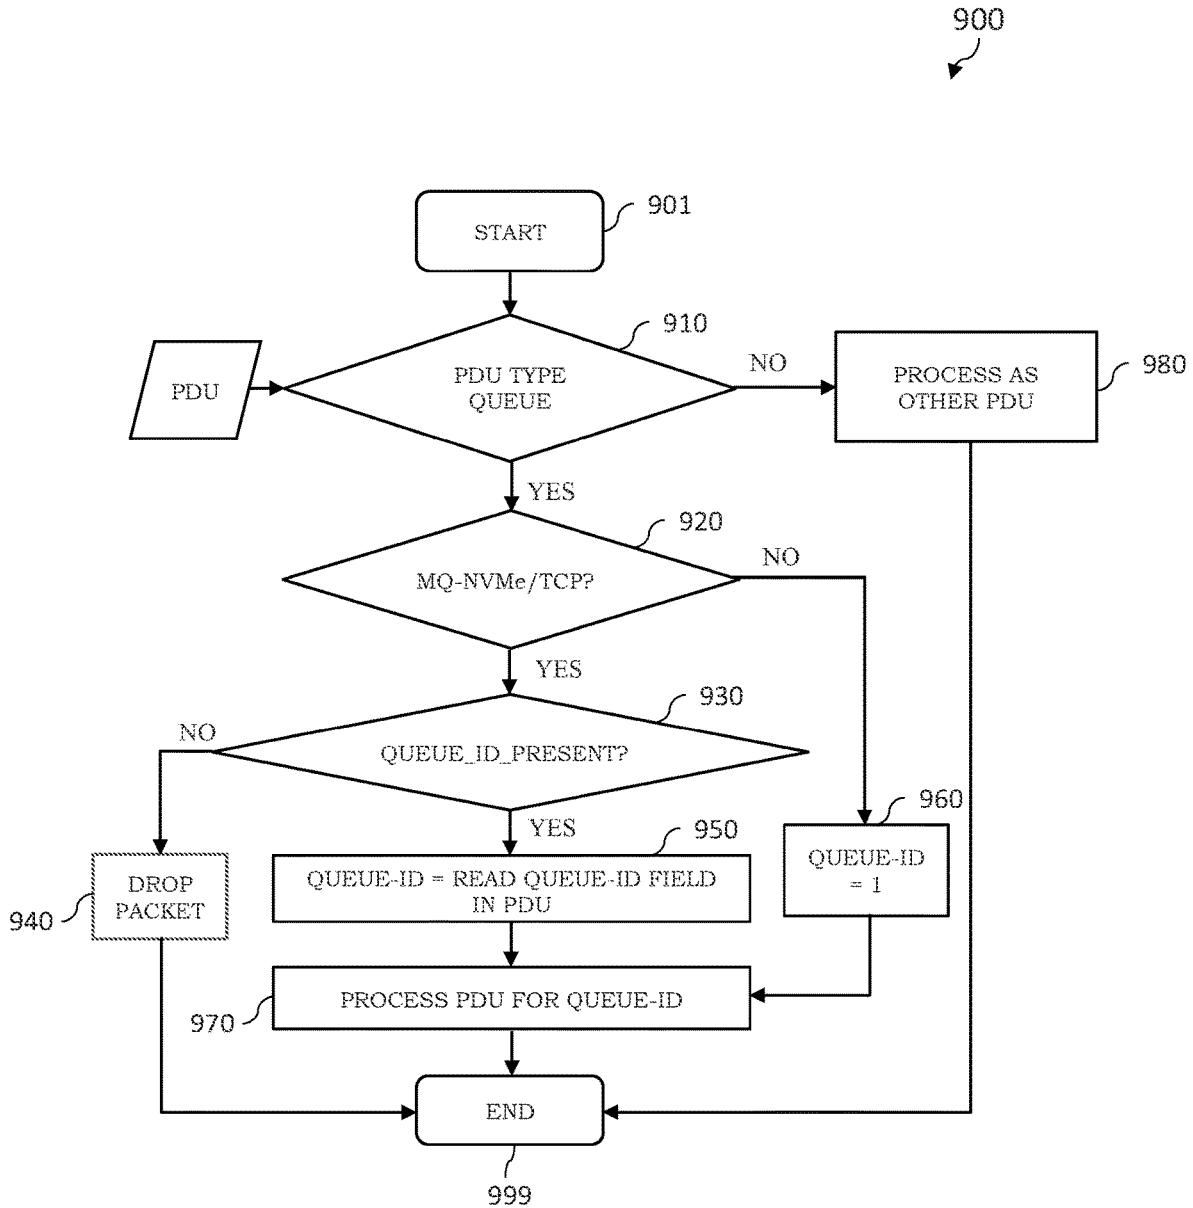 900
901
START
910
PDU
PDU TYPE
QUEUE
NO
PROCESS AS
OTHER PDU
980
YES
920
MQ-NVMe/TCP?
NO
YES
930
NO
QUEUE_ID_PRESENT?
YES
950
960
DROP
PACKET
940
QUEUE-ID = READ QUEUE-ID FIELD
IN PDU
QUEUE-ID
= 1
PROCESS PDU FOR QUEUE-ID
970
END
999